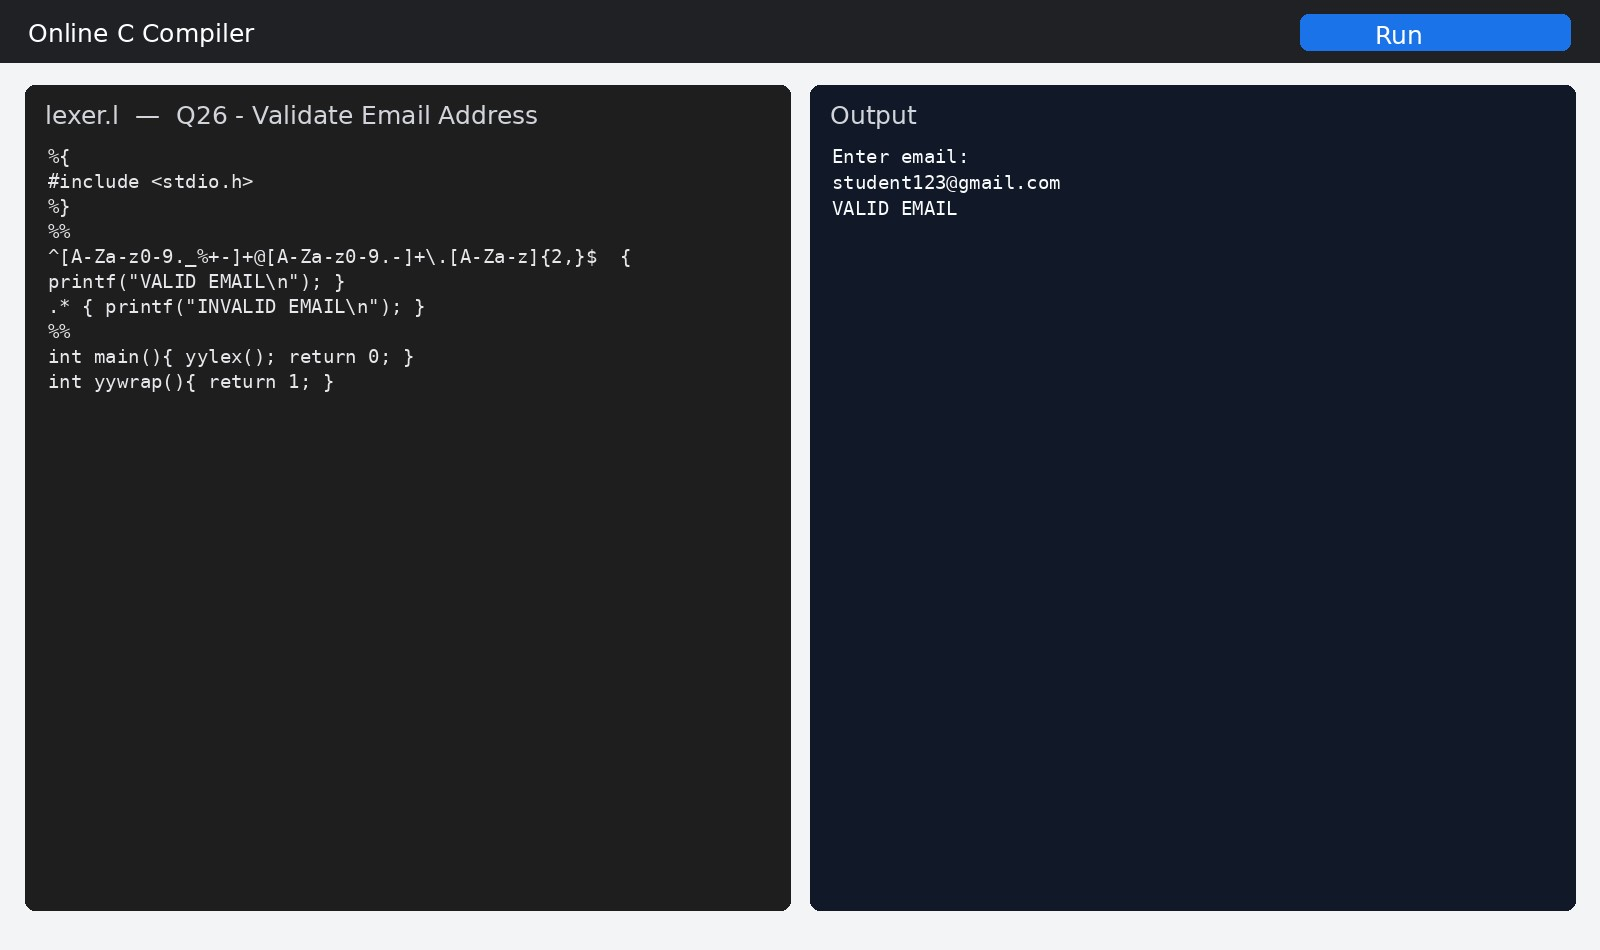 Online C Compiler
Run
lexer.l — Q26 - Validate Email Address
%{
#include <stdio.h>
%}
%%
^[A-Za-z0-9._%+-]+@[A-Za-z0-9.-]+\.[A-Za-z]{2,}$  {
printf("VALID EMAIL\n"); }
.* { printf("INVALID EMAIL\n"); }
%%
int main(){ yylex(); return 0; }
int yywrap(){ return 1; }
Output
Enter email:
student123@gmail.com
VALID EMAIL